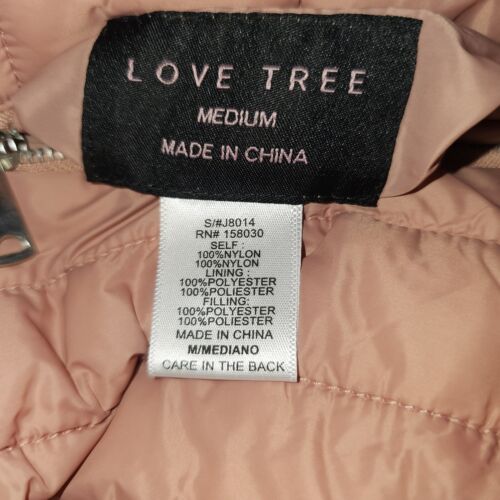 LOVE TREE
MEDIUM
MADE IN CHINA
S/#J8014
RN# 158030
SELF :
100%NYLON
100%NYLON
LINING :
100%POLYESTER
100%POLIESTER
FILLING:
100%POLYESTER
100%POLIESTER
MADE IN CHINA
M/MEDIANO
CARE IN THE BACK